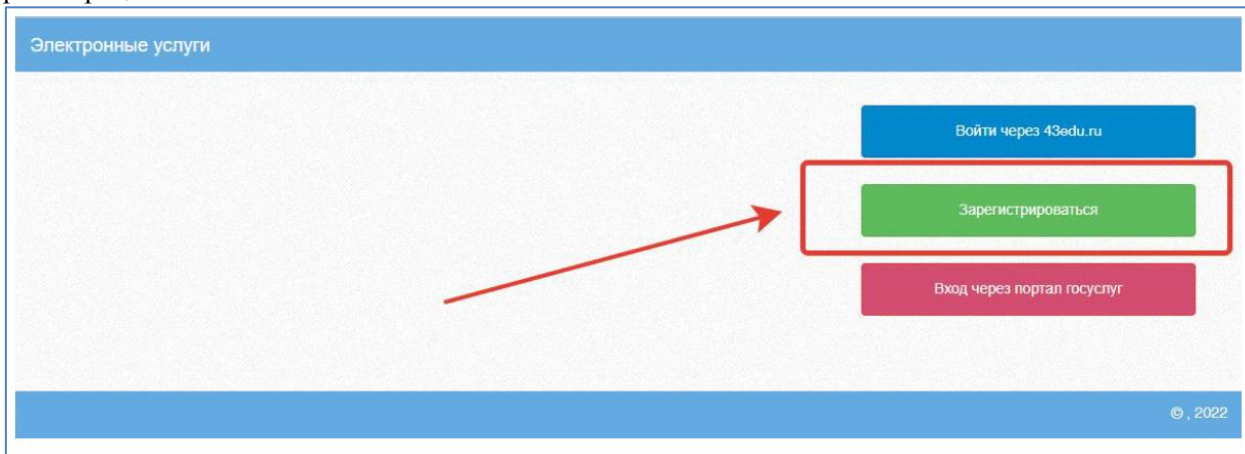 Электронные услуги
Войти через 43edu.ru
Зарегистрироваться
Вход через портал госуслуг
© , 2022